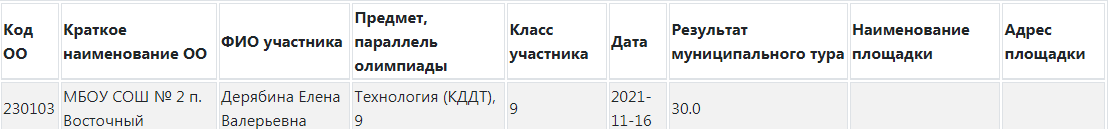 Код ОО
Краткое наименование ОО
ФИО участника
Предмет, параллель олимпиады
Класс участника
Дата
Результат муниципального тура
Наименование площадки
Адрес площадки
230103
МБОУ СОШ № 2 п. Восточный
Дерябина Елена Валерьевна
Технология (КДДТ), 9
9
2021-11-16
30.0